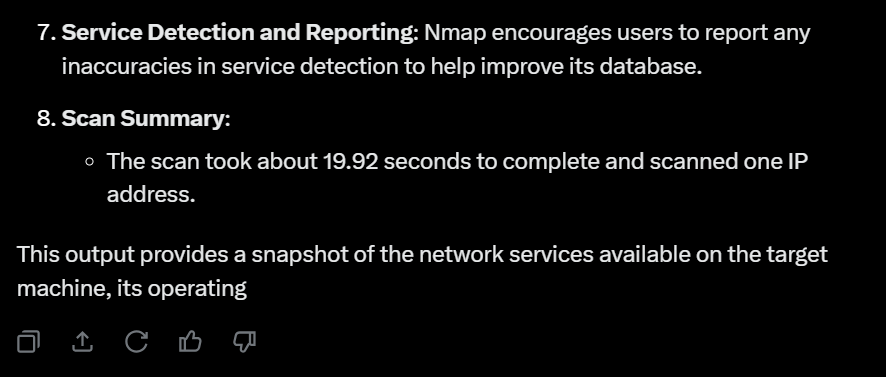 7. Service Detection and Reporting: Nmap encourages users to report any
inaccuracies in service detection to help improve its database.
8. Scan Summary:
○ The scan took about 19.92 seconds to complete and scanned one IP
address.
This output provides a snapshot of the network services available on the target
machine, its operating